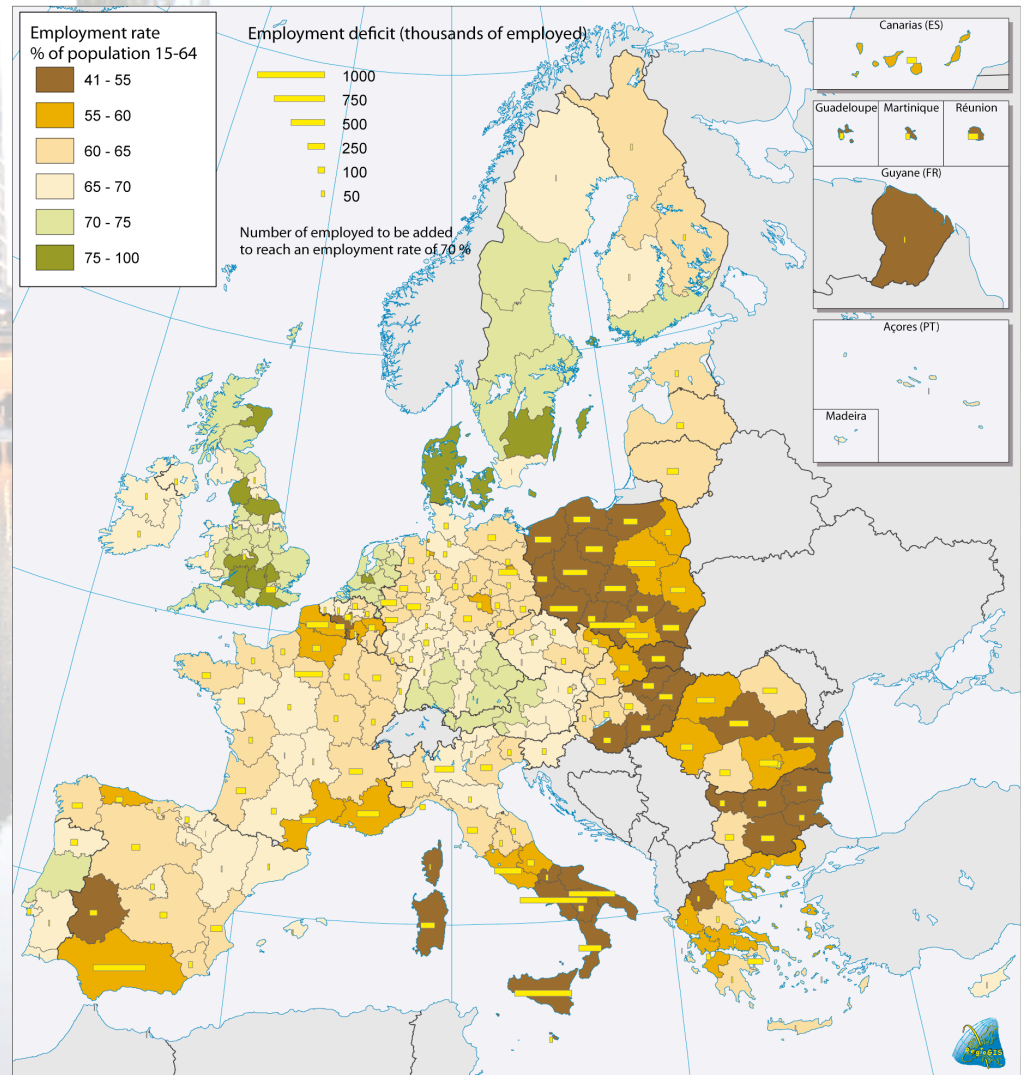 Employment rate
% of population 15-64
41 - 55
55 - 60
60 - 65
65 - 70
70 - 75
75 - 100
Employment deficit (thousands of employed)
1000
750
500
250
100
50
Number of employed to be added
to reach an employment rate of 70 %
Canarias (ES)
Guadeloupe
Martinique
Réunion
Guyane (FR)
Açores (PT)
Madeira
RegioGIS